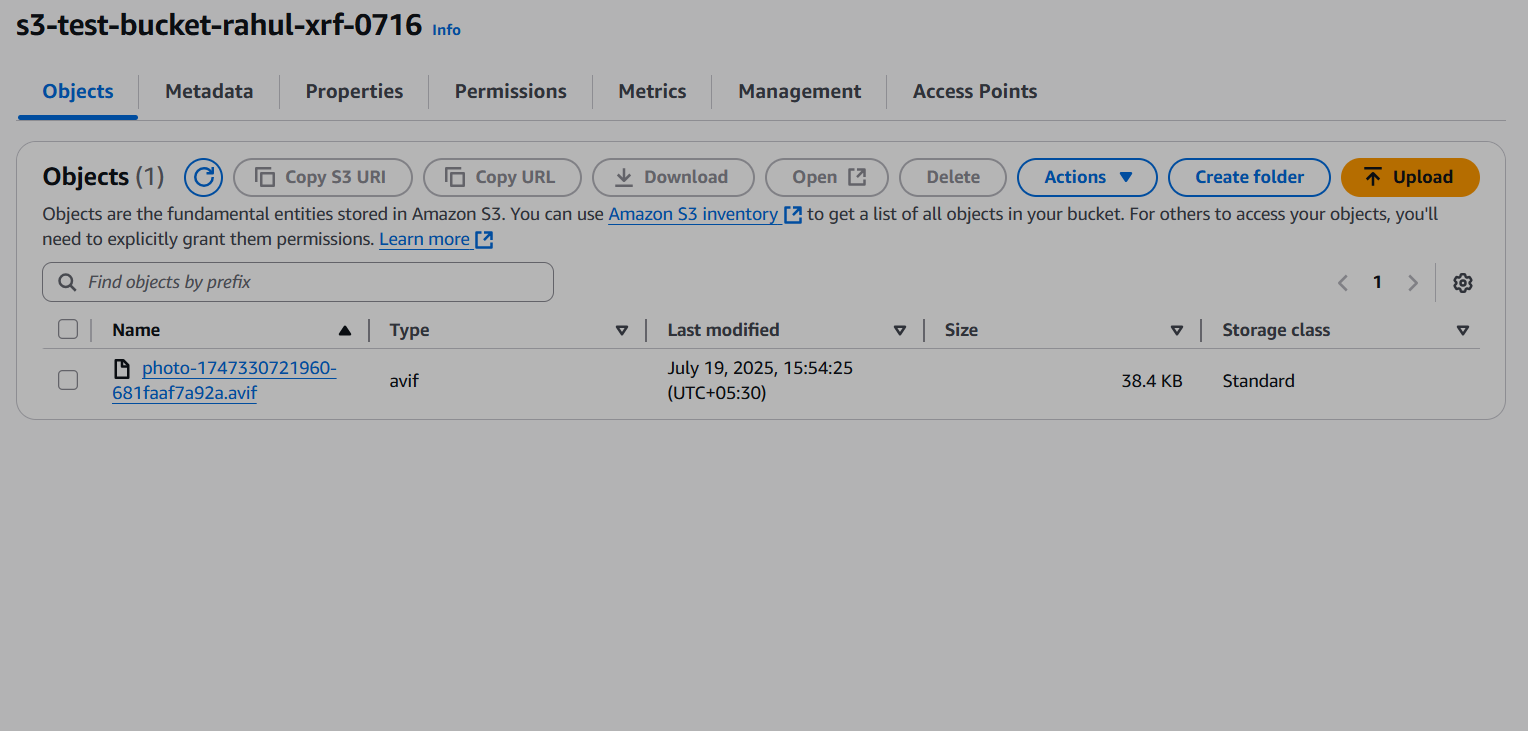 s3-test-bucket-rahul-xrf-0716 Info
Objects Metadata Properties Permissions Metrics Management Access Points
Objects (1) Copy S3 URI Copy URL Download Open Delete Actions Create folder Upload
Objects are the fundamental entities stored in Amazon S3. You can use Amazon S3 inventory to get a list of all objects in your bucket. For others to access your objects, you'll
need to explicitly grant them permissions. Learn more
Find objects by prefix 1
Name Type Last modified Size Storage class
photo-1747330721960-
681faaf7a92a.avif
avif
July 19, 2025, 15:54:25
(UTC+05:30)
38.4 KB
Standard